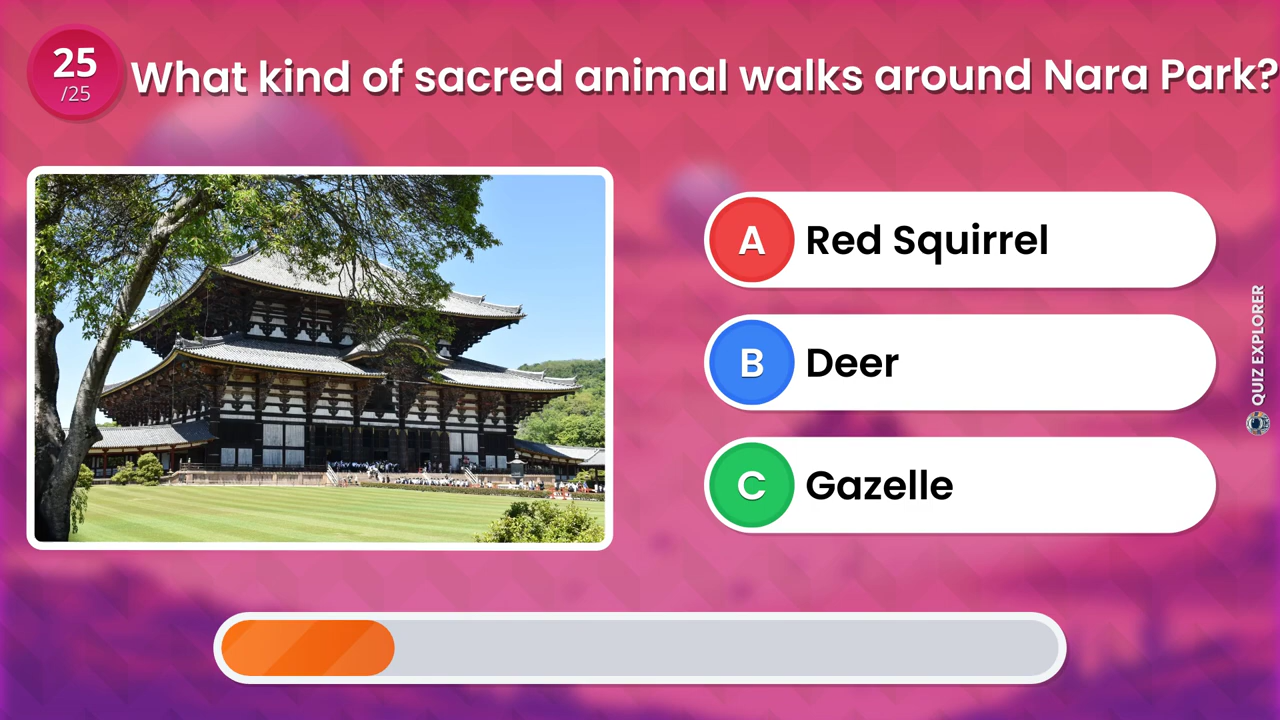 25
/25
What kind of sacred animal walks around Nara Park?
A Red Squirrel
B Deer
C Gazelle
QUIZ EXPLORER